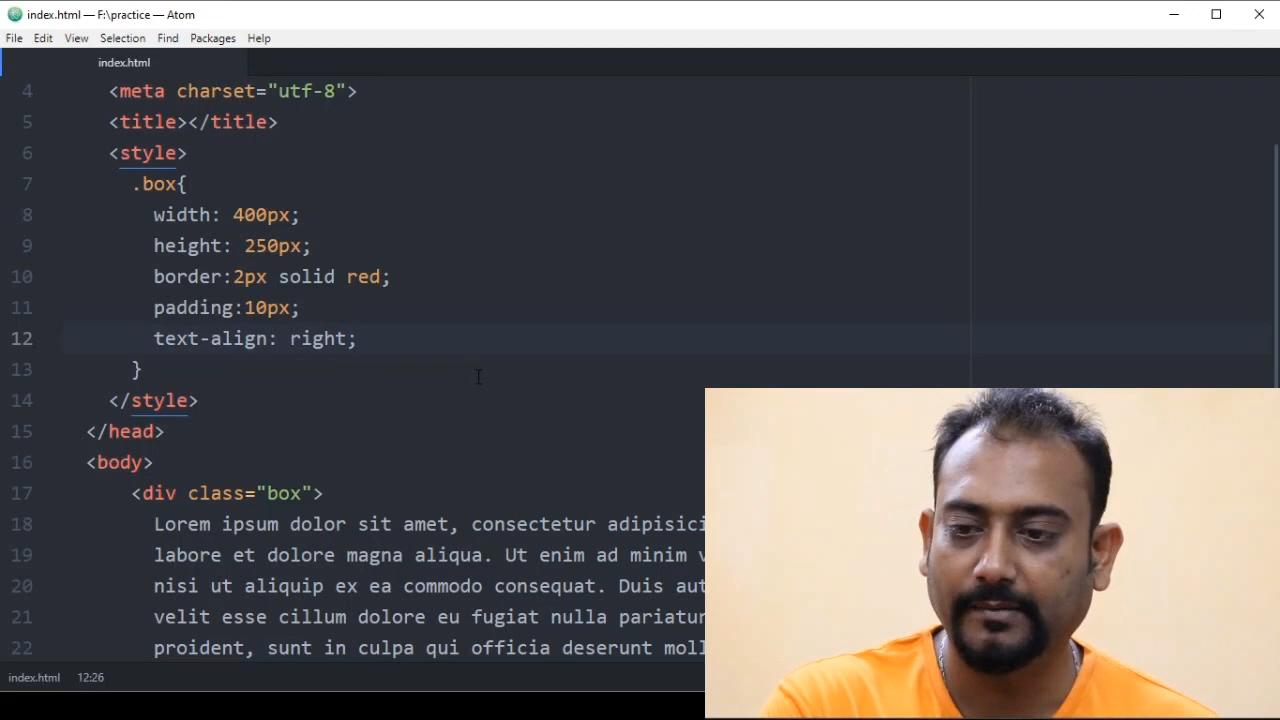 index.html — F:\practice — Atom
File Edit View Selection Find Packages Help
index.html
4 <meta charset="utf-8">
5 <title></title>
6 <style>
7 .box{
8 width: 400px;
9 height: 250px;
10 border:2px solid red;
11 padding:10px;
12 text-align: right;
13 }
14 </style>
15 </head>
16 <body>
17 <div class="box">
18 Lorem ipsum dolor sit amet, consectetur adipisici
19 labore et dolore magna aliqua. Ut enim ad minim v
20 nisi ut aliquip ex ea commodo consequat. Duis aut
21 velit esse cillum dolore eu fugiat nulla pariatur
22 proident, sunt in culpa qui officia deserunt moll
index.html 12:26